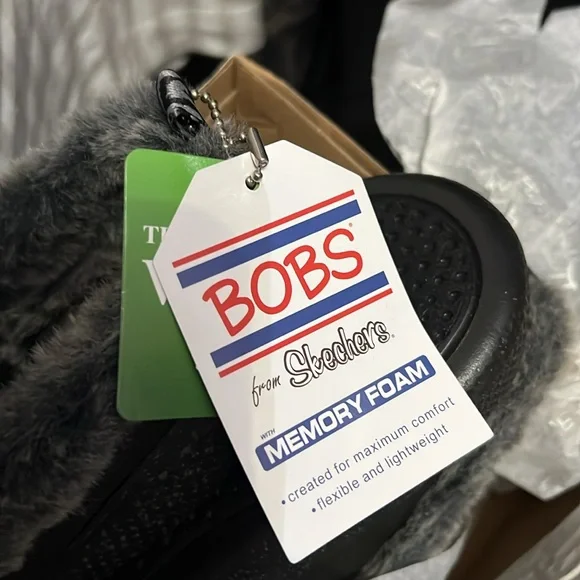 BOBS®
from Skechers®
WITH
MEMORY FOAM
• created for maximum comfort
• flexible and lightweight